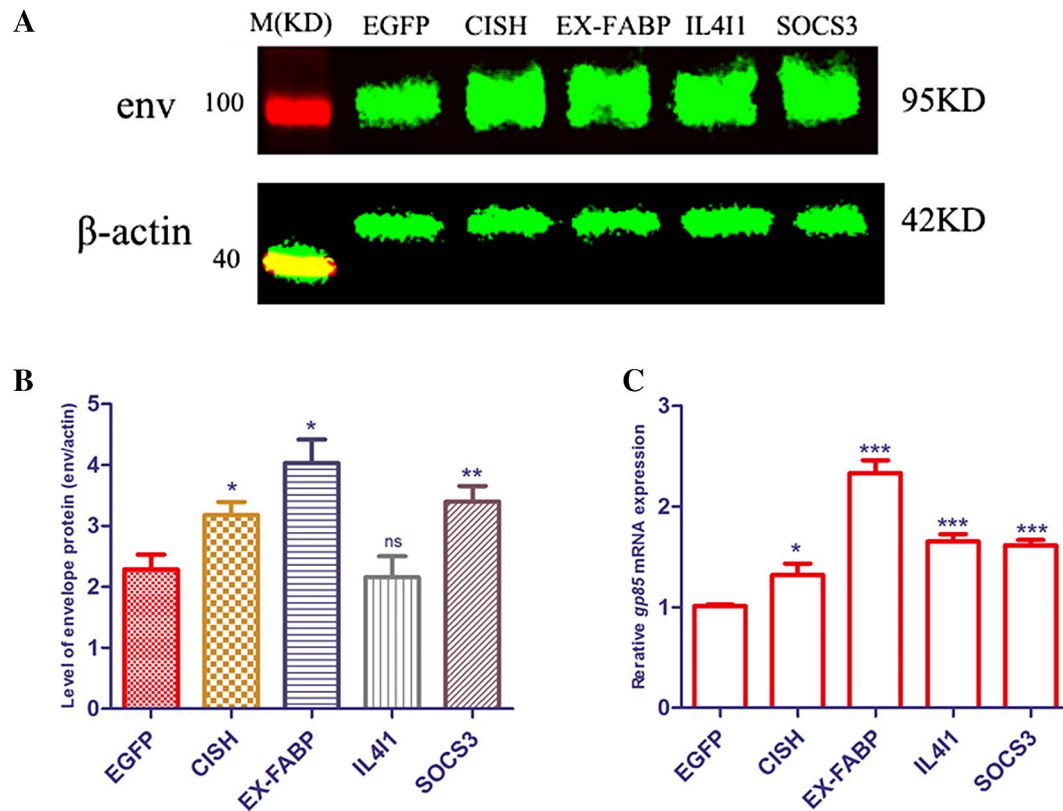 A
M(KD) EGFP CISH EX-FABP IL4I1 SOCS3
env 100 95KD
β-actin 40 42KD
B
Level of envelope protein (env/actin)
5
4
3
2
1
0
*
*
ns
**
EGFP CISH EX-FABP IL4I1 SOCS3
C
Rerative gp85 mRNA expression
3
2
1
0
*
***
***
***
EGFP CISH EX-FABP IL4I1 SOCS3